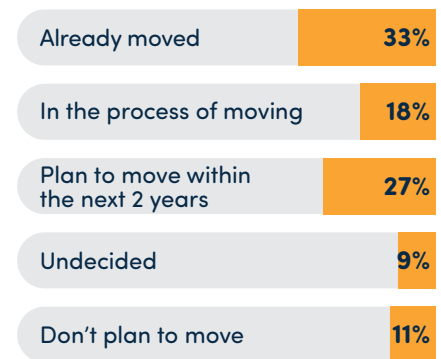 Already moved 33%
In the process of moving 18%
Plan to move within
the next 2 years 27%
Undecided 9%
Don’t plan to move 11%